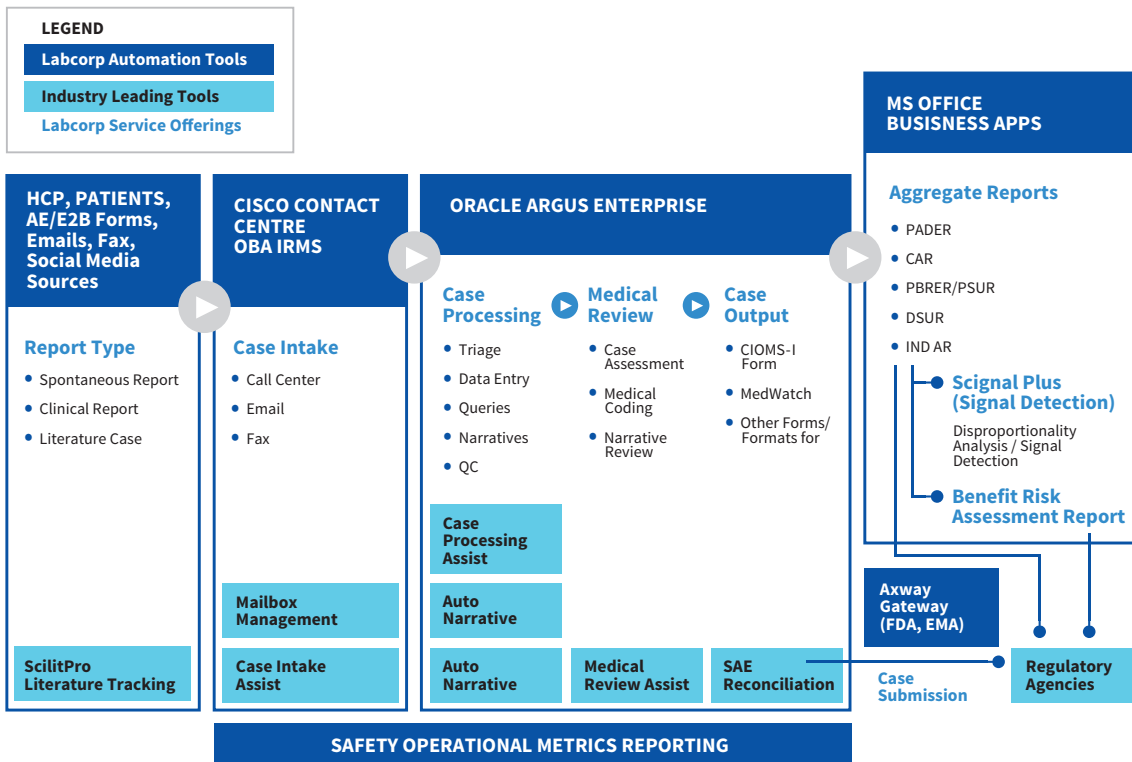 LEGEND
Labcorp Automation Tools
Industry Leading Tools
Labcorp Service Offerings
HCP, PATIENTS,
AE/E2B Forms,
Emails, Fax,
Social Media
Sources
Report Type
• Spontaneous Report
• Clinical Report
• Literature Case
ScilitPro
Literature Tracking
CISCO CONTACT
CENTRE
OBA IRMS
Case Intake
• Call Center
• Email
• Fax
Mailbox
Management
Case Intake
Assist
ORACLE ARGUS ENTERPRISE
Case
Processing
• Triage
• Data Entry
• Queries
• Narratives
• QC
Case
Processing
Assist
Auto
Narrative
Auto
Narrative
Medical
Review
• Case
Assessment
• Medical
Coding
• Narrative
Review
Medical
Review Assist
Case
Output
• CIOMS-I
Form
• MedWatch
• Other Forms/
Formats for
SAE
Reconciliation
MS OFFICE
BUSISNESS APPS
Aggregate Reports
• PADER
• CAR
• PBRER/PSUR
• DSUR
• IND AR
Scignal Plus
(Signal Detection)
Disproportionality
Analysis / Signal
Detection
Benefit Risk
Assessment Report
Axway
Gateway
(FDA, EMA)
Case
Submission
Regulatory
Agencies
SAFETY OPERATIONAL METRICS REPORTING